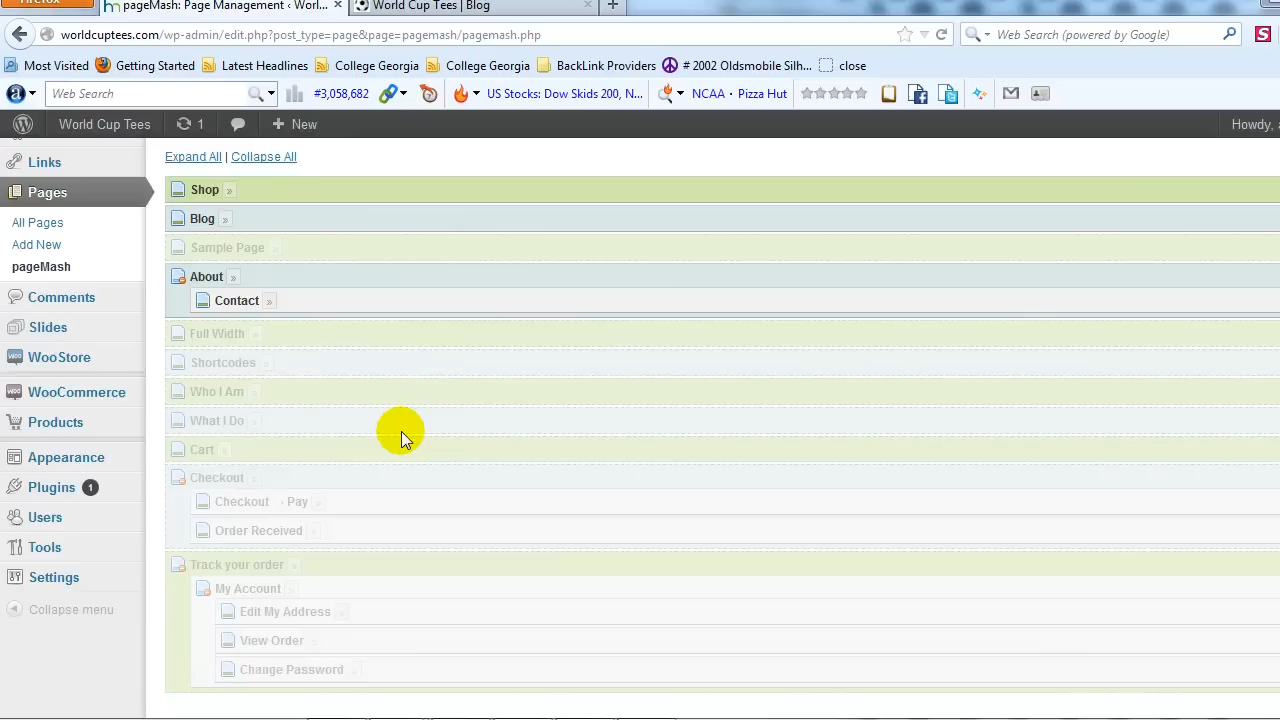 Firefox
pageMash: Page Management ‹ Worl... × World Cup Tees | Blog × +
worldcuptees.com/wp-admin/edit.php?post_type=page&page=pagemash/pagemash.php
Web Search (powered by Google) S
Most Visited Getting Started Latest Headlines College Georgia College Georgia BackLink Providers # 2002 Oldsmobile Silh... close
a Web Search #3,058,682 US Stocks: Dow Skids 200, N... NCAA · Pizza Hut
World Cup Tees 1 + New Howdy,
Links
Pages
All Pages
Add New
pageMash
Comments
Slides
WooStore
WooCommerce
Products
Appearance
Plugins 1
Users
Tools
Settings
Collapse menu
Expand All | Collapse All
Shop »
Blog »
Sample Page »
About »
Contact »
Full Width »
Shortcodes »
Who I Am »
What I Do »
Cart »
Checkout »
Checkout → Pay »
Order Received »
Track your order »
My Account »
Edit My Address »
View Order »
Change Password »